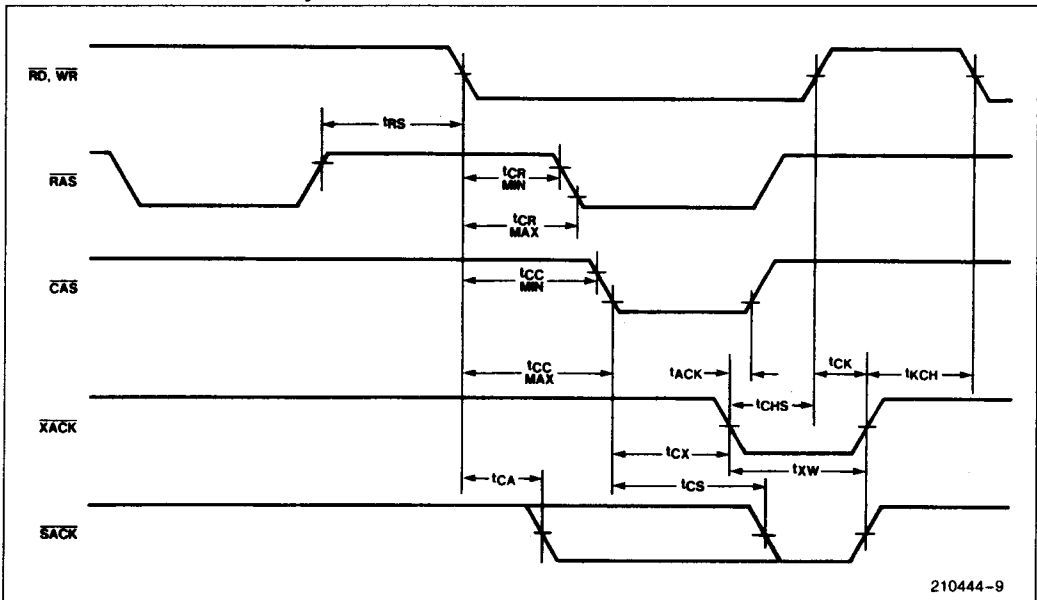 RD, WR
tRS
RAS
tCR
MIN
tCR
MAX
CAS
tCC
MIN
tCC
MAX
tACK
tCK
tKCH
tCHS
XACK
tCX
tXW
tCA
tCS
SACK
210444-9